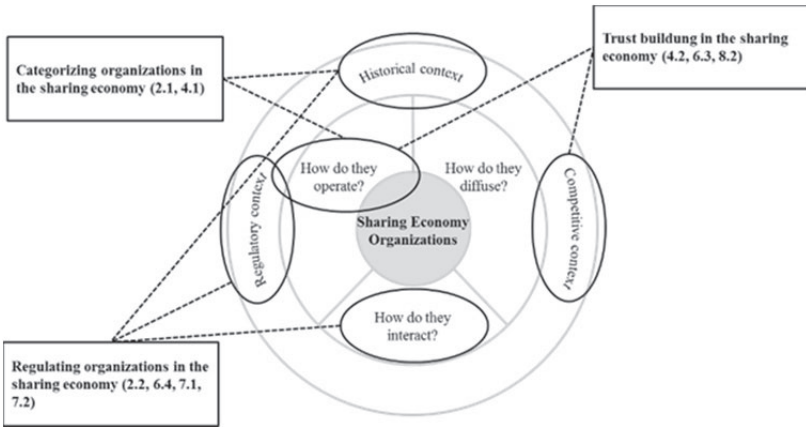 Trust buildung in the sharing
economy (4.2, 6.3, 8.2)
Categorizing organizations in
the sharing economy (2.1, 4.1)
Historical context
How do they
operate?
How do they
diffuse?
Regulatory context
Competitive context
Sharing Economy
Organizations
How do they
interact?
Regulating organizations in the
sharing economy (2.2, 6.4, 7.1,
7.2)